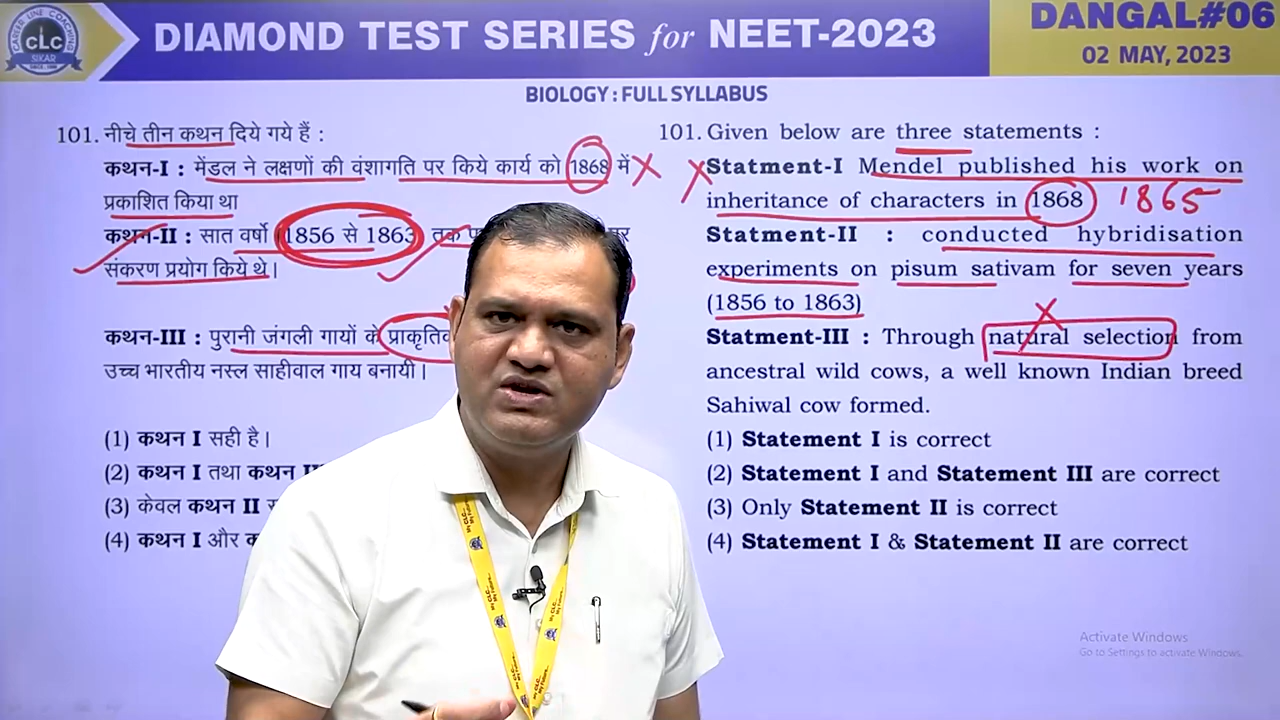 CAREER LINE COACHING
CLC
SIKAR
SINCE: 1996
DIAMOND TEST SERIES for NEET-2023
DANGAL#06
02 MAY, 2023
BIOLOGY : FULL SYLLABUS
101. नीचे तीन कथन दिये गये हैं :
कथन-I : मेंडल ने लक्षणों की वंशागति पर किये कार्य को 1868 में
प्रकाशित किया था
कथन-II : सात वर्षो (1856 से 1863) तक
संकरण प्रयोग किये थे।
कथन-III : पुरानी जंगली गायों के
उच्च भारतीय नस्ल साहीवाल गाय बनायी।
(1) कथन I सही है।
(2) कथन I तथा कथन
(3) केवल कथन II
(4) कथन I और
101. Given below are three statements :
Statment-I Mendel published his work on
inheritance of characters in 1868 1865
Statment-II : conducted hybridisation
experiments on pisum sativam for seven years
(1856 to 1863)
Statment-III : Through natural selection from
ancestral wild cows, a well known Indian breed
Sahiwal cow formed.
(1) Statement I is correct
(2) Statement I and Statement III are correct
(3) Only Statement II is correct
(4) Statement I & Statement II are correct
Activate Windows
Go to Settings to activate Windows.